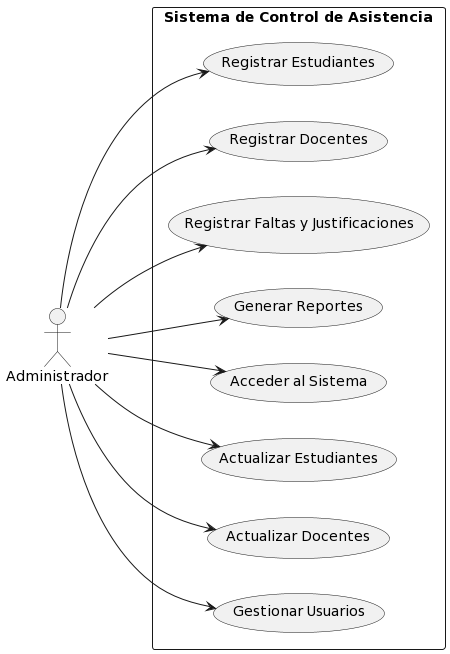 Sistema de Control de Asistencia
Registrar Estudiantes
Registrar Docentes
Registrar Faltas y Justificaciones
Generar Reportes
Administrador
Acceder al Sistema
Actualizar Estudiantes
Actualizar Docentes
Gestionar Usuarios